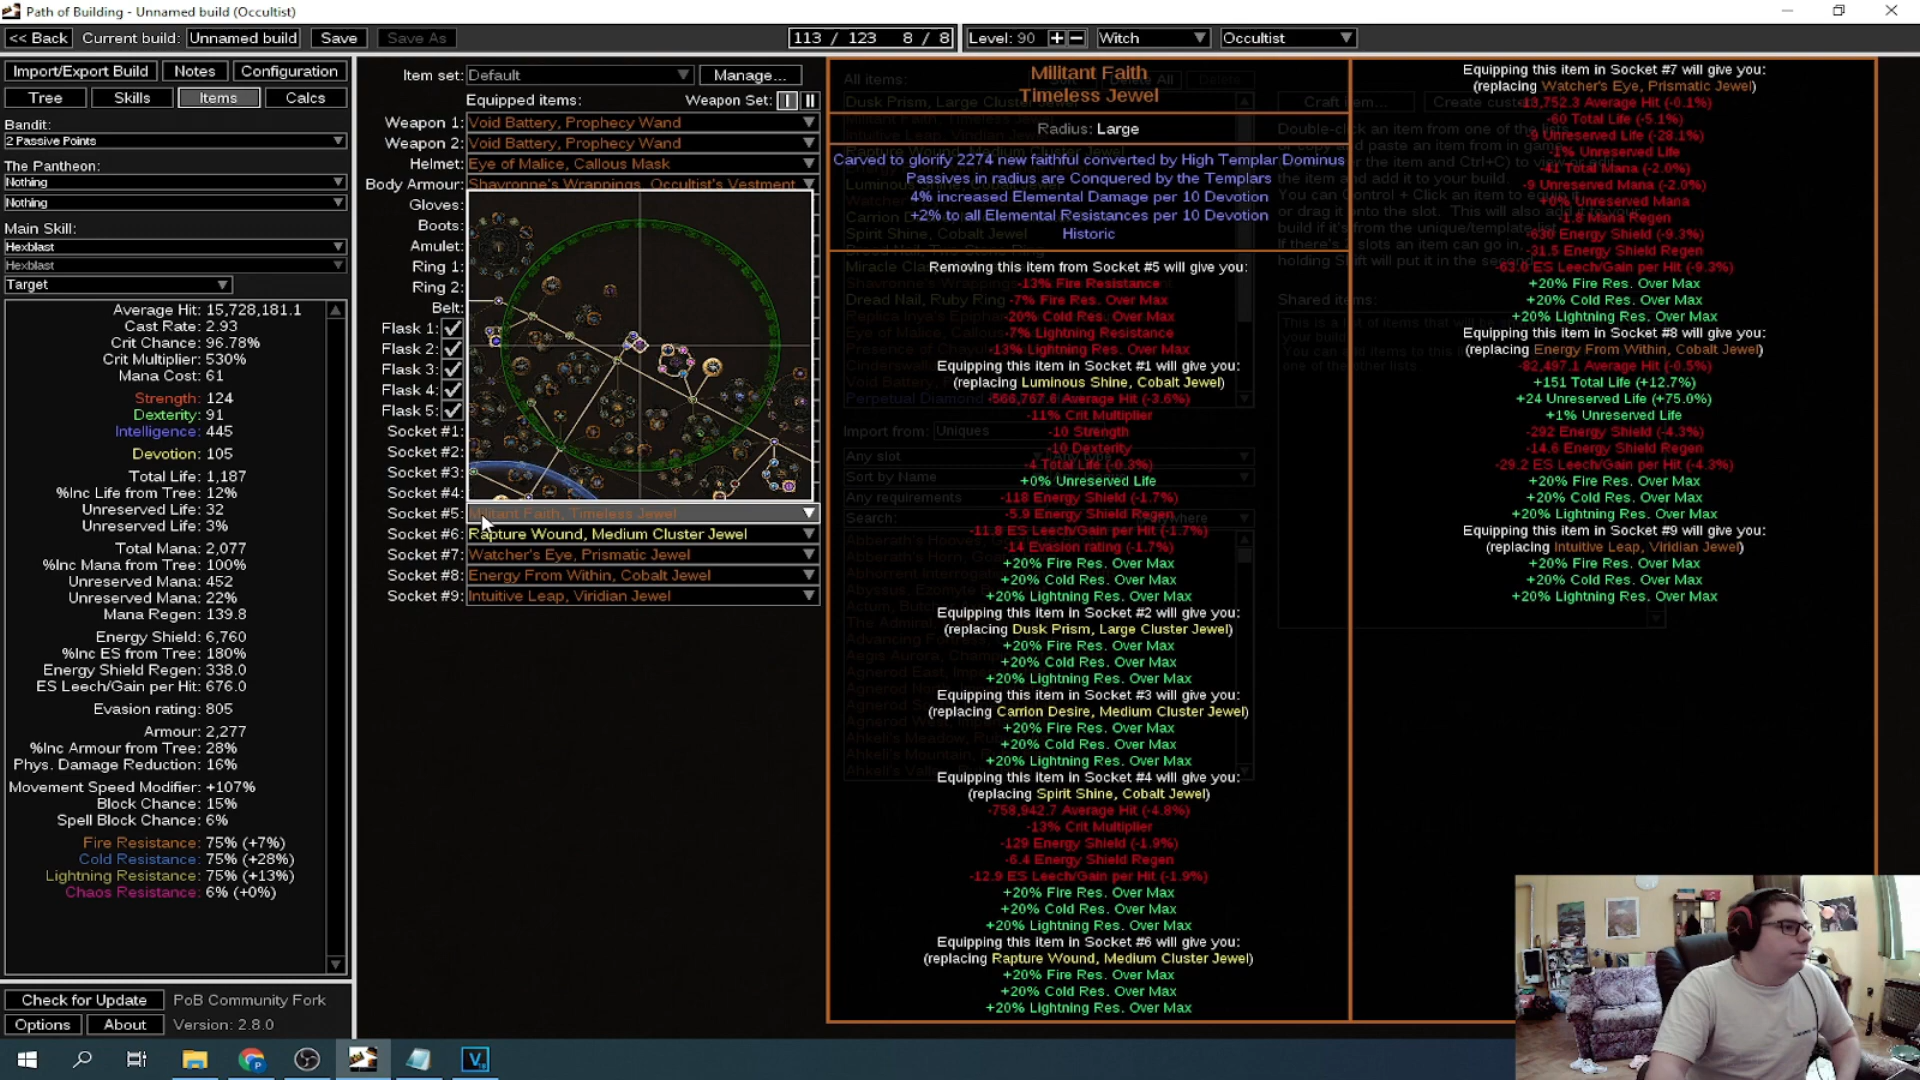 Path of Building - Unnamed build (Occultist)
<< Back Current build: Unnamed build Save Save As 113 / 123 8 / 8 Level: 90 Witch Occultist
Import/Export Build Notes Configuration
Tree Skills Items Calcs
Bandit:
2 Passive Points
The Pantheon:
Nothing
Nothing
Main Skill:
Hexblast
Hexblast
Target
Average Hit: 15,728,181.1
Cast Rate: 2.93
Crit Chance: 96.78%
Crit Multiplier: 530%
Mana Cost: 61
Strength: 124
Dexterity: 91
Intelligence: 445
Devotion: 105
Total Life: 1,187
%Inc Life from Tree: 12%
Unreserved Life: 32
Unreserved Life: 3%
Total Mana: 2,077
%Inc Mana from Tree: 100%
Unreserved Mana: 452
Unreserved Mana: 22%
Mana Regen: 139.8
Energy Shield: 6,760
%Inc ES from Tree: 180%
Energy Shield Regen: 338.0
ES Leech/Gain per Hit: 676.0
Evasion rating: 805
Armour: 2,277
%Inc Armour from Tree: 28%
Phys. Damage Reduction: 16%
Movement Speed Modifier: +107%
Block Chance: 15%
Spell Block Chance: 6%
Fire Resistance: 75% (+7%)
Cold Resistance: 75% (+28%)
Lightning Resistance: 75% (+13%)
Chaos Resistance: 6% (+0%)
Check for Update PoB Community Fork
Options About Version: 2.8.0
Item set: Default Manage...
Equipped items: Weapon Set: I II
Weapon 1: Void Battery, Prophecy Wand
Weapon 2: Void Battery, Prophecy Wand
Helmet: Eye of Malice, Callous Mask
Body Armour: Shavronne's Wrappings, Occultist's Vestment
Gloves:
Boots:
Amulet:
Ring 1:
Ring 2:
Belt:
Flask 1:
Flask 2:
Flask 3:
Flask 4:
Flask 5:
Socket #1:
Socket #2:
Socket #3
Socket #4:
Socket #5: Militant Faith, Timeless Jewel
Socket #6: Rapture Wound, Medium Cluster Jewel
Socket #7: Watcher's Eye, Prismatic Jewel
Socket #8: Energy From Within, Cobalt Jewel
Socket #9: Intuitive Leap, Viridian Jewel
Militant Faith
Timeless Jewel
Radius: Large
Carved to glorify 2274 new faithful converted by High Templar Dominus
Passives in radius are Conquered by the Templars
4% increased Elemental Damage per 10 Devotion
+2% to all Elemental Resistances per 10 Devotion
Historic
Removing this item from Socket #5 will give you:
-13% Fire Resistance
-7% Fire Res. Over Max
-20% Cold Res. Over Max
-7% Lightning Resistance
-13% Lightning Res. Over Max
Equipping this item in Socket #1 will give you:
(replacing Luminous Shine, Cobalt Jewel)
-566,767.6 Average Hit (-3.6%)
-11% Crit Multiplier
-10 Strength
-10 Dexterity
-4 Total Life (-0.3%)
+0% Unreserved Life
-118 Energy Shield (-1.7%)
-5.9 Energy Shield Regen
-11.8 ES Leech/Gain per Hit (-1.7%)
-14 Evasion rating (-1.7%)
+20% Fire Res. Over Max
+20% Cold Res. Over Max
+20% Lightning Res. Over Max
Equipping this item in Socket #2 will give you:
(replacing Dusk Prism, Large Cluster Jewel)
+20% Fire Res. Over Max
+20% Cold Res. Over Max
+20% Lightning Res. Over Max
Equipping this item in Socket #3 will give you:
(replacing Carrion Desire, Medium Cluster Jewel)
+20% Fire Res. Over Max
+20% Cold Res. Over Max
+20% Lightning Res. Over Max
Equipping this item in Socket #4 will give you:
(replacing Spirit Shine, Cobalt Jewel)
-758,942.7 Average Hit (-4.8%)
-13% Crit Multiplier
-129 Energy Shield (-1.9%)
-6.4 Energy Shield Regen
-12.9 ES Leech/Gain per Hit (-1.9%)
+20% Fire Res. Over Max
+20% Cold Res. Over Max
+20% Lightning Res. Over Max
Equipping this item in Socket #6 will give you:
(replacing Rapture Wound, Medium Cluster Jewel)
+20% Fire Res. Over Max
+20% Cold Res. Over Max
+20% Lightning Res. Over Max
Equipping this item in Socket #7 will give you:
(replacing Watcher's Eye, Prismatic Jewel)
Average Hit (-0.1%)
-60 Total Life (-5.1%)
-9 Unreserved Life (-28.1%)
-1% Unreserved Life
-41 Total Mana (-2.0%)
-9 Unreserved Mana (-2.0%)
+0% Unreserved Mana
-1.8 Mana Regen
-630 Energy Shield (-9.3%)
-31.5 Energy Shield Regen
-63.0 ES Leech/Gain per Hit (-9.3%)
+20% Fire Res. Over Max
+20% Cold Res. Over Max
+20% Lightning Res. Over Max
Equipping this item in Socket #8 will give you:
(replacing Energy From Within, Cobalt Jewel)
-82,497.1 Average Hit (-0.5%)
+151 Total Life (+12.7%)
+24 Unreserved Life (+75.0%)
+1% Unreserved Life
-292 Energy Shield (-4.3%)
-14.6 Energy Shield Regen
-29.2 ES Leech/Gain per Hit (-4.3%)
+20% Fire Res. Over Max
+20% Cold Res. Over Max
+20% Lightning Res. Over Max
Equipping this item in Socket #9 will give you:
(replacing Intuitive Leap, Viridian Jewel)
+20% Fire Res. Over Max
+20% Cold Res. Over Max
+20% Lightning Res. Over Max